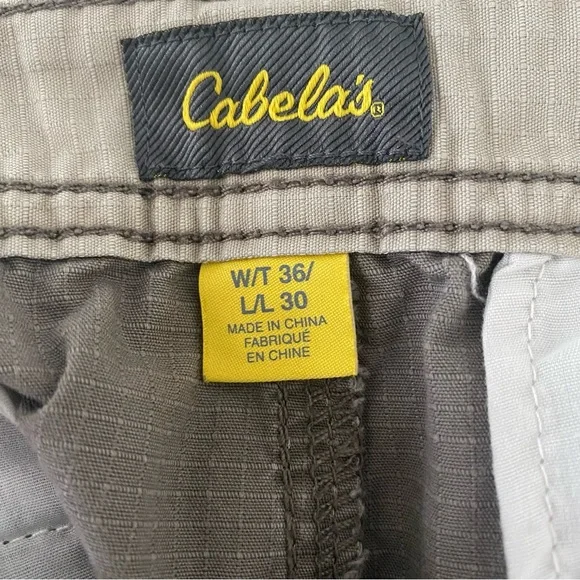 Cabela's®
W/T 36/
L/L 30
MADE IN CHINA
FABRIQUÉ
EN CHINE